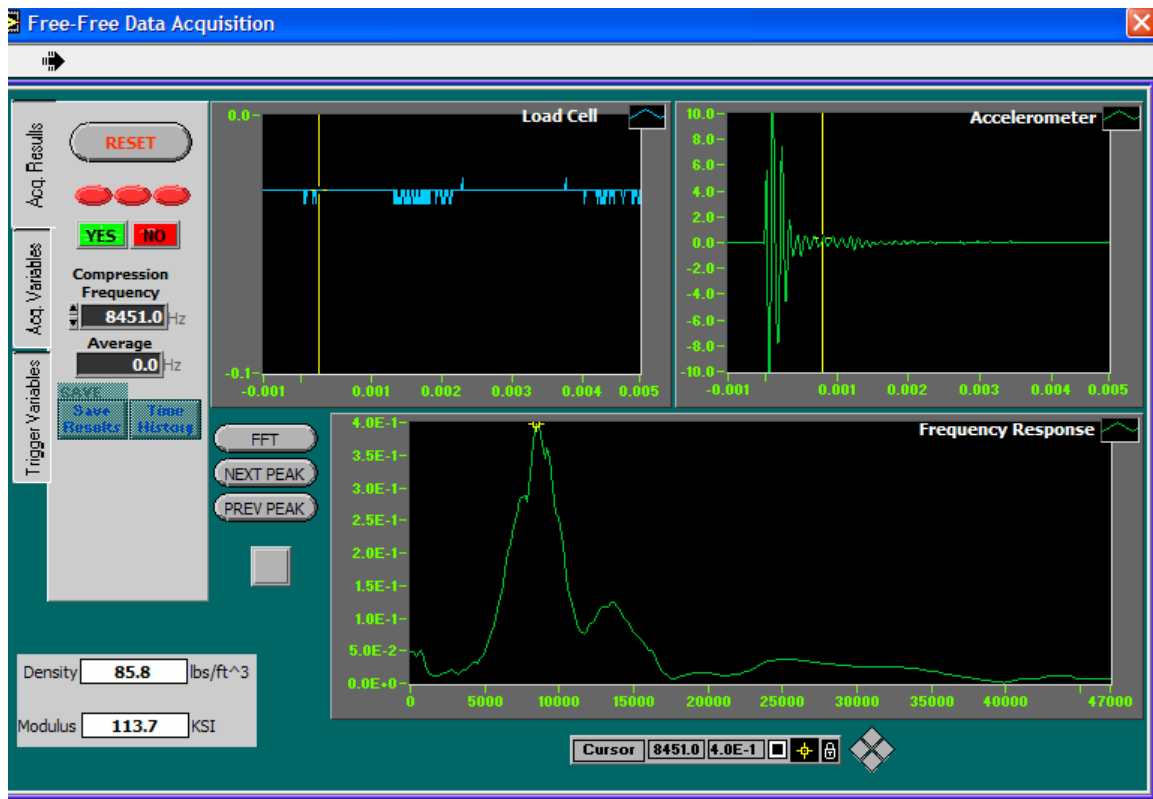 Free-Free Data Acquisition
Acq. Results
Acq. Variables
Trigger Variables
RESET
YES NO
Compression
Frequency
8451.0 Hz
Average
0.0 Hz
SAVE
Save Results
Time History
Load Cell
0.0
-0.1
-0.001 0.001 0.002 0.003 0.004 0.005
Accelerometer
10.0
8.0
6.0
4.0
2.0
0.0
-2.0
-4.0
-6.0
-8.0
-10.0
-0.001 0.001 0.002 0.003 0.004 0.005
FFT
NEXT PEAK
PREV PEAK
Frequency Response
4.0E-1
3.5E-1
3.0E-1
2.5E-1
2.0E-1
1.5E-1
1.0E-1
5.0E-2
0.0E+0
0 5000 10000 15000 20000 25000 30000 35000 40000 47000
Cursor 8451.0 4.0E-1
Density 85.8 lbs/ft^3
Modulus 113.7 KSI